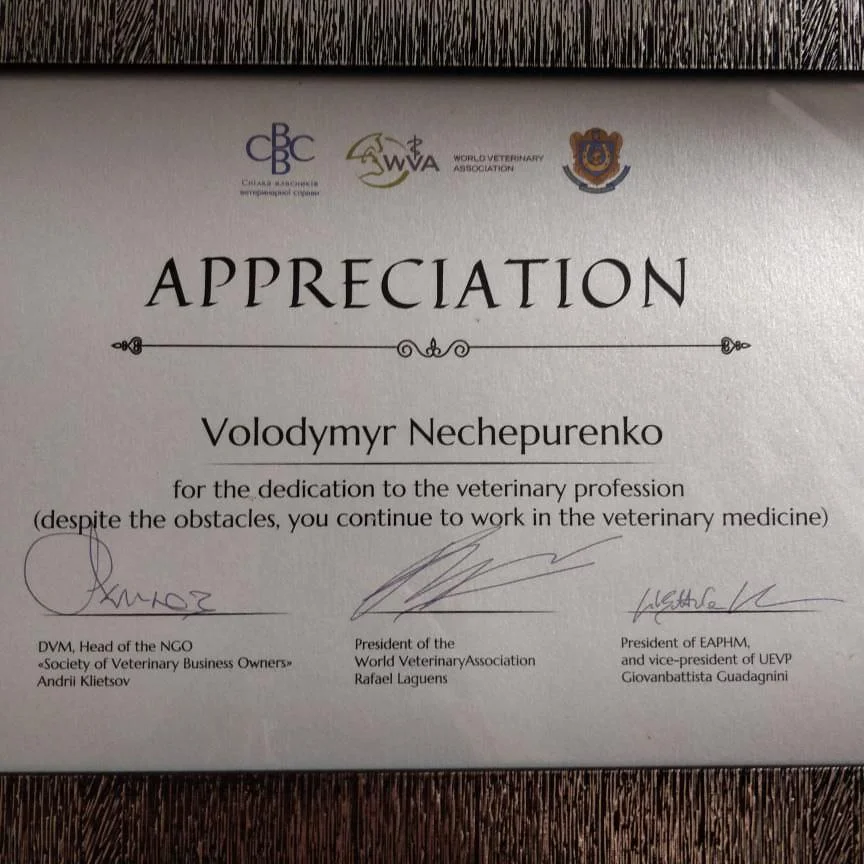 СВВС
Спілка власників
ветеринарної справи
WVA
WORLD VETERINARY
ASSOCIATION
APPRECIATION
Volodymyr Nechepurenko
for the dedication to the veterinary profession
(despite the obstacles, you continue to work in the veterinary medicine)
DVM, Head of the NGO
«Society of Veterinary Business Owners»
Andrii Klietsov
President of the
World VeterinaryAssociation
Rafael Laguens
President of EAPHM,
and vice-president of UEVP
Giovanbattista Guadagnini